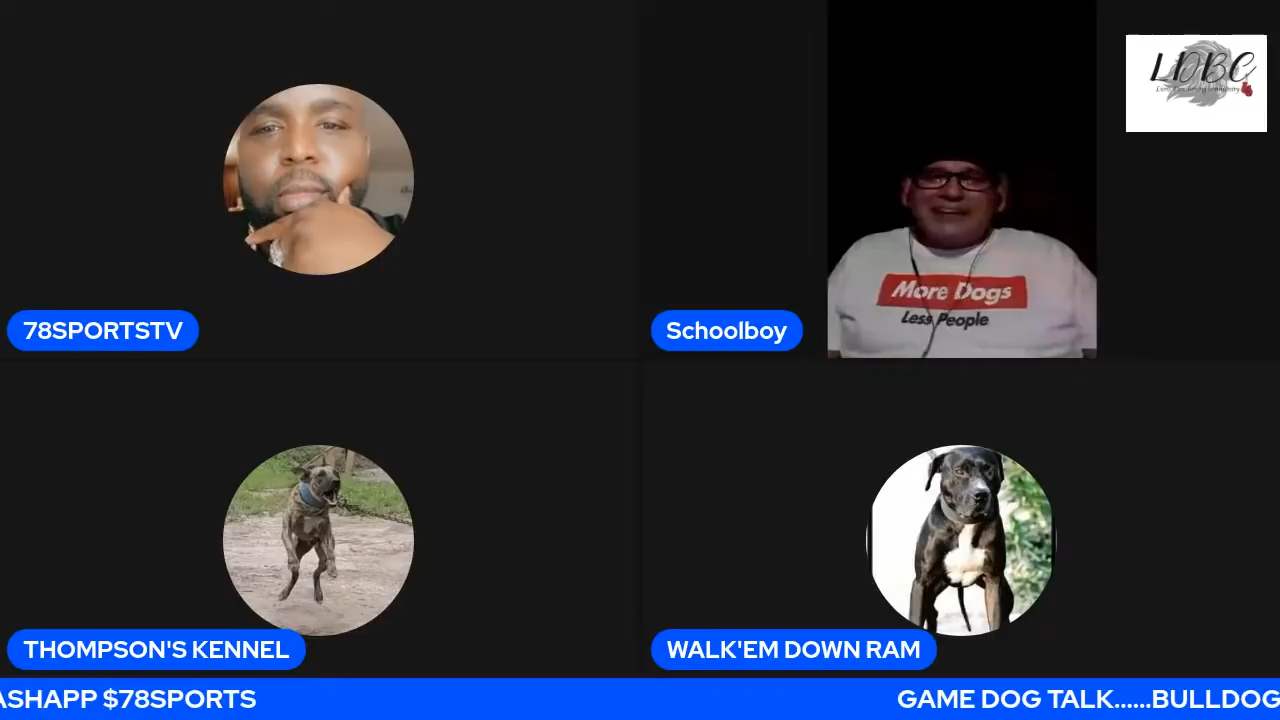 LDBC
More Dogs
Less People
78SPORTSTV
Schoolboy
THOMPSON'S KENNEL
WALK'EM DOWN RAM
ASHAPP $78SPORTS
GAME DOG TALK......BULLDOG